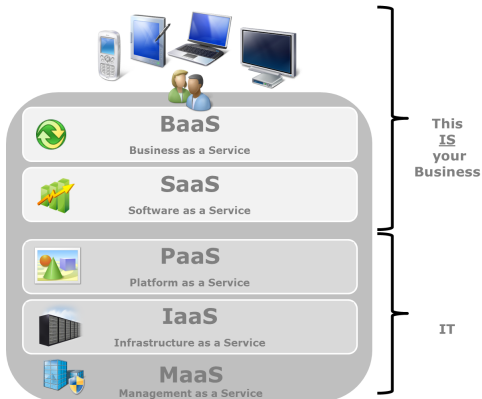 BaaS
Business as a Service
SaaS
Software as a Service
PaaS
Platform as a Service
IaaS
Infrastructure as a Service
MaaS
Management as a Service
This
IS
your
Business
IT